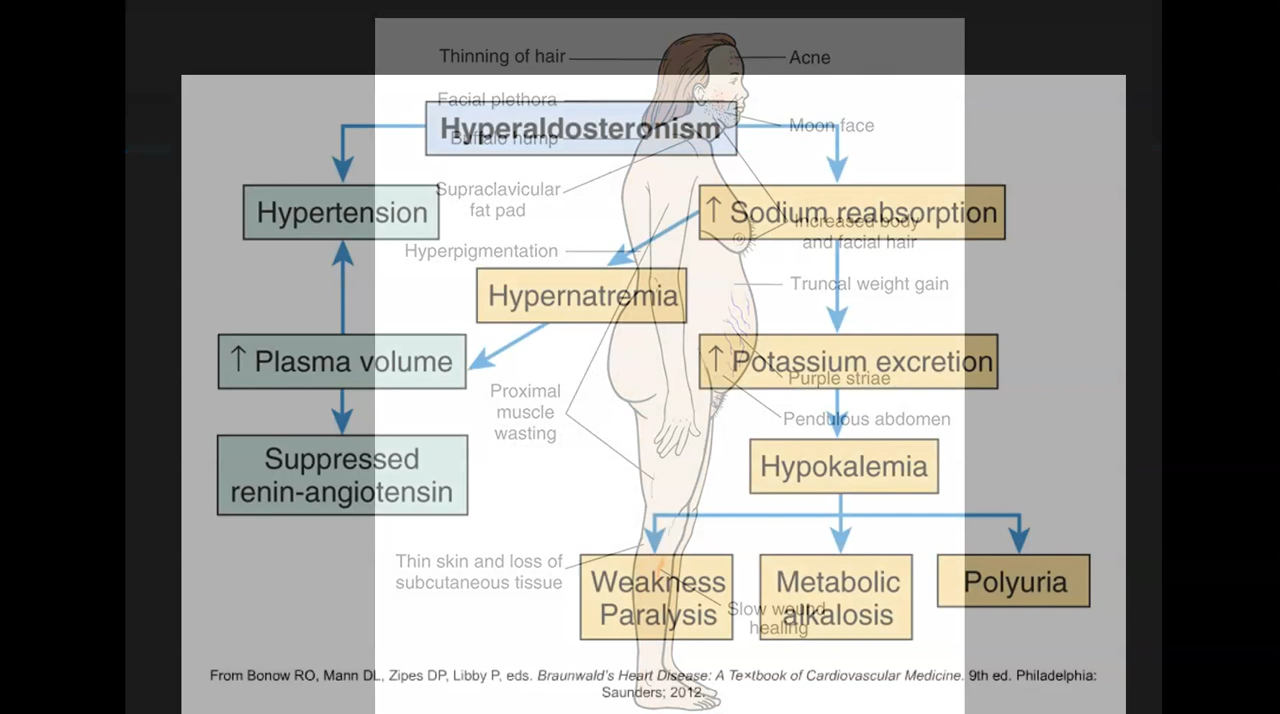 Thinning of hair
Acne
Facial plethora
Hyperaldosteronism
Moon face
Buffalo hump
Supraclavicular
fat pad
Hypertension
↑ Sodium reabsorption
Increased body
and facial hair
Hyperpigmentation
Truncal weight gain
Hypernatremia
↑ Plasma volume
↑ Potassium excretion
Purple striae
Proximal
muscle
wasting
Pendulous abdomen
Suppressed
renin-angiotensin
Hypokalemia
Thin skin and loss of
subcutaneous tissue
Weakness
Paralysis
Metabolic
alkalosis
Polyuria
Slow wound
healing
From Bonow RO, Mann DL, Zipes DP, Libby P, eds. Braunwald's Heart Disease: A Textbook of Cardiovascular Medicine. 9th ed. Philadelphia:
Saunders; 2012.